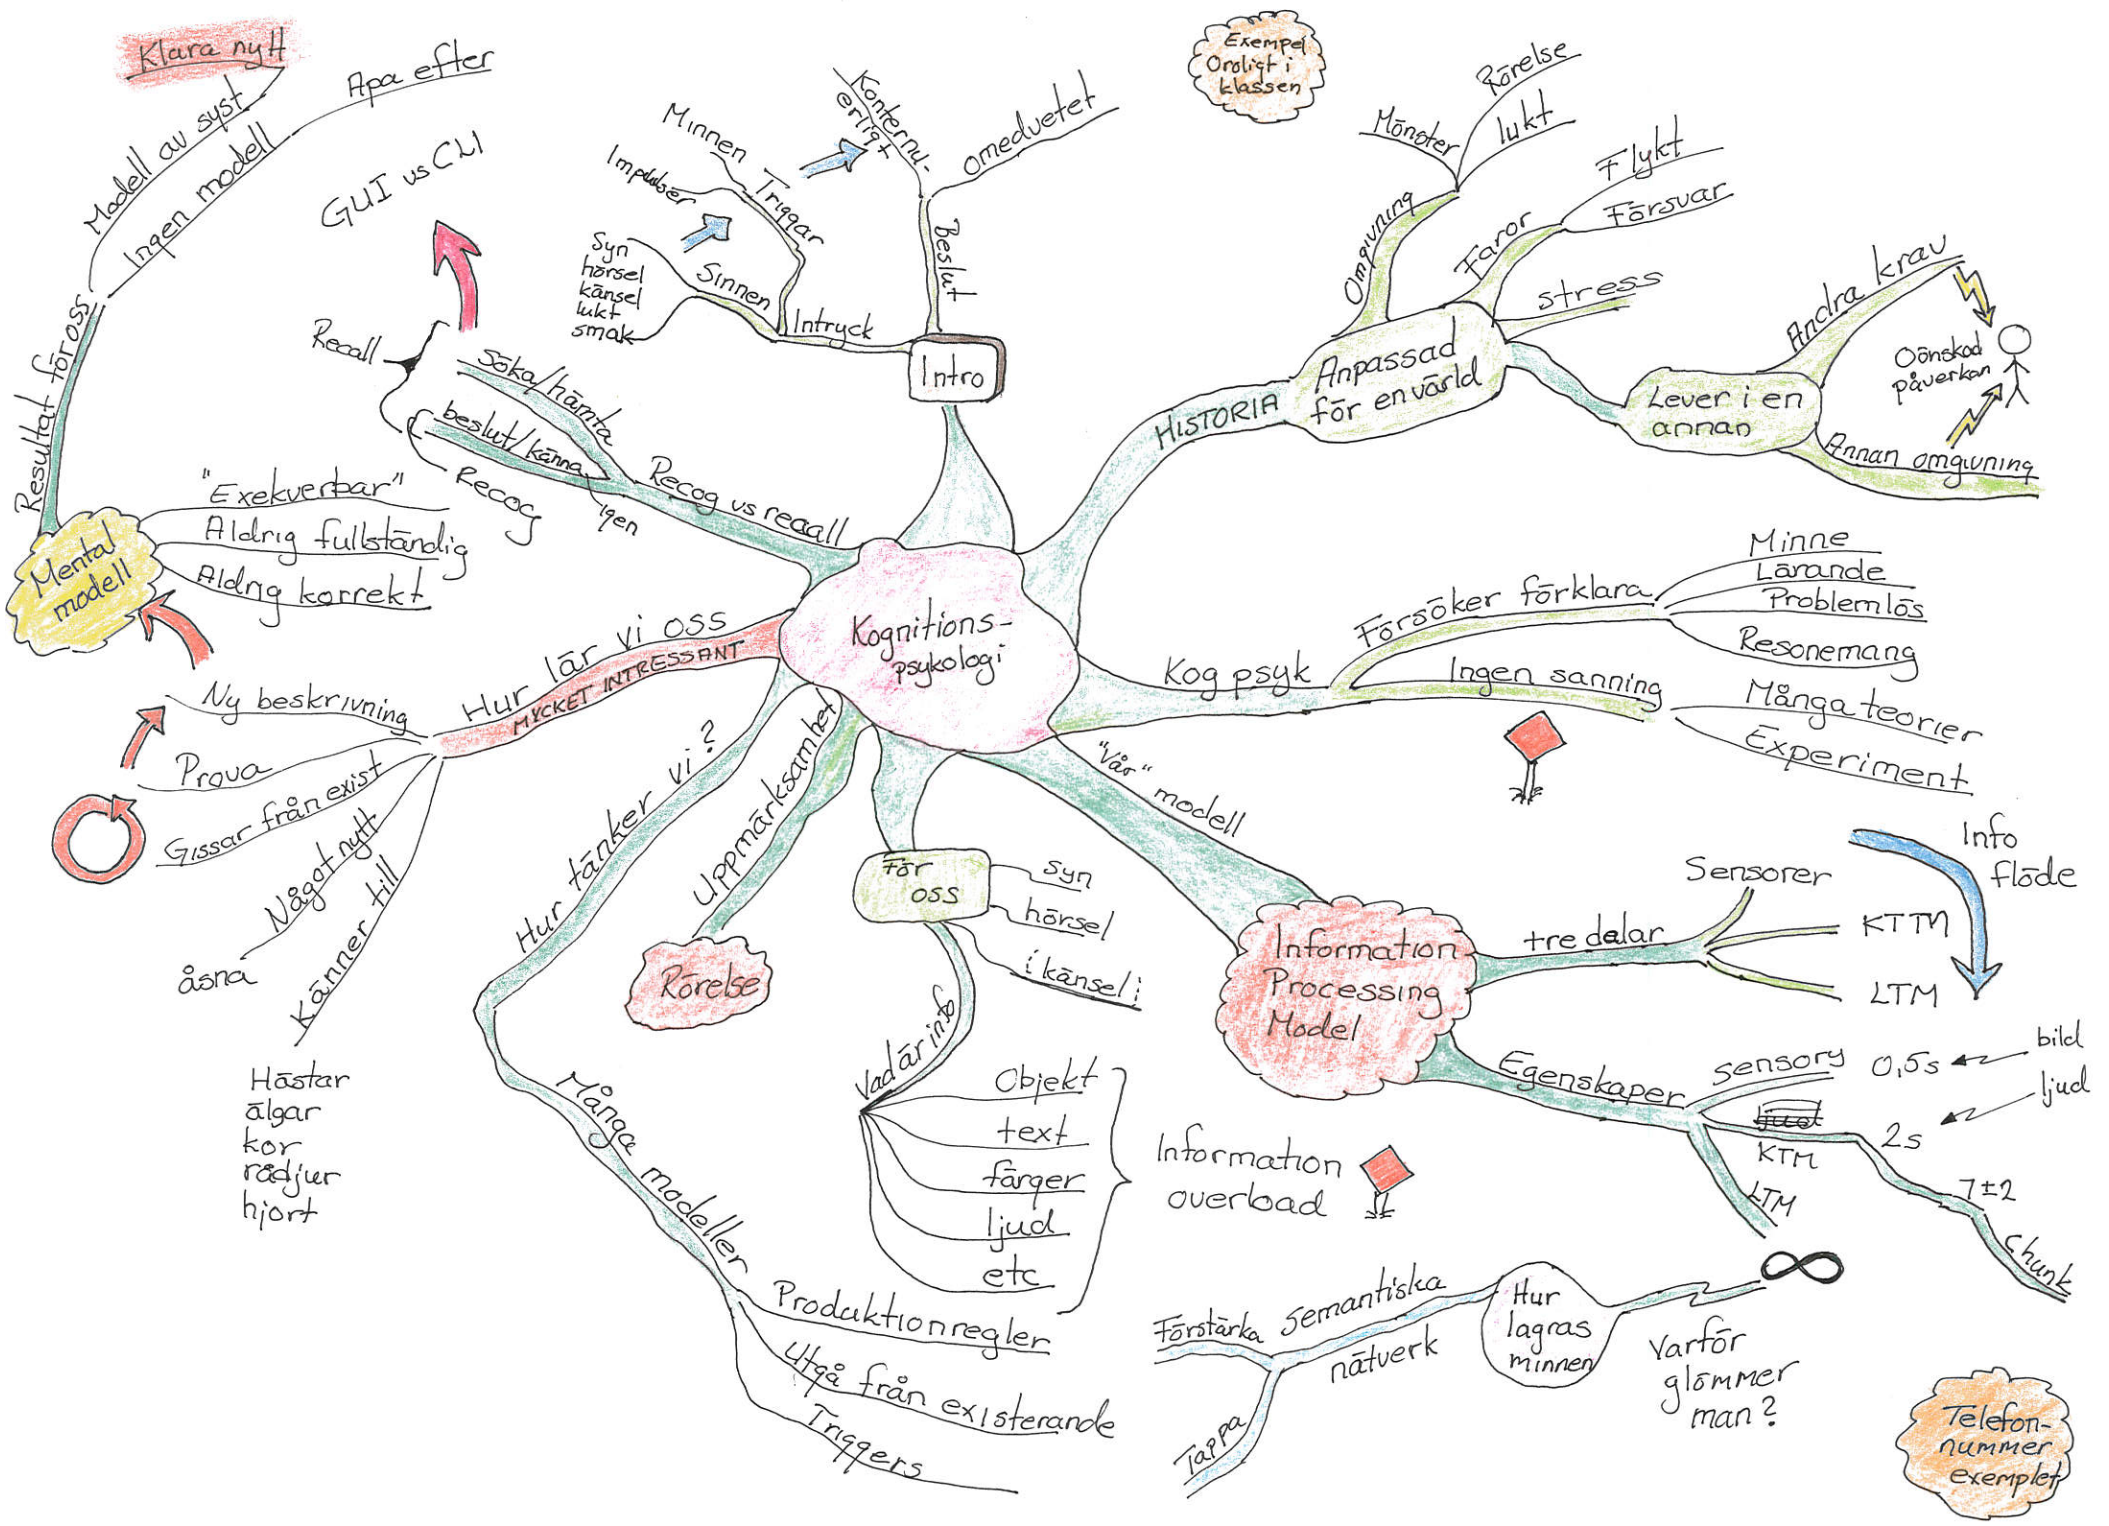 Kognitions-
psykologi
Intro
Intryck
Sinnen
Syn
hörsel
känsel
lukt
smak
Triggar
Minnen
Impulser
Beslut
omedvetet
Exempel
Oroligt i
klassen
HISTORIA
Anpassad
för en värld
Omgivning
Mönster
Rörelse
lukt
Faror
Flykt
Försvar
stress
Lever i en
annan
Andra krav
Annan omgivning
Oönskad
påverkan
Kog psyk
Försöker förklara
Minne
Lärande
Problemlös
Resonemang
Ingen sanning
Många teorier
Experiment
"Vår" modell
Information
Processing
Model
tre delar
Sensorer
KTTM
LTM
Info
flöde
Egenskaper
sensory
0,5s
bild
ljud
ljud
KTM
2s
7±2
Chunk
LTM
∞
Varför
glömmer
man?
Hur
lagras
minnen
semantiska
nätverk
Förstärka
Tappa
Telefon-
nummer
exemplet
För
oss
syn
hörsel
i känsel i
Vad är info
Objekt
text
färger
ljud
etc
Information
overload
Uppmärksamhet
Rörelse
Hur tänker vi?
Många modeller
Produktionregler
Utgå från existerande
Triggers
Hur lär vi oss
MYCKET INTRESSANT
Ny beskrivning
Prova
Gissar från exist
Något nytt
åsna
Känner till
Hästar
älgar
kor
rådjur
hjort
Mental
modell
"Exekverbar"
Aldrig fullständig
Aldrig korrekt
Resultat för oss
Modell av syst
Klara nytt
Ingen modell
Apa efter
Recog vs recall
Söka/hämta
beslut/känna
igen
Recall
Recog
GUI vs CLI